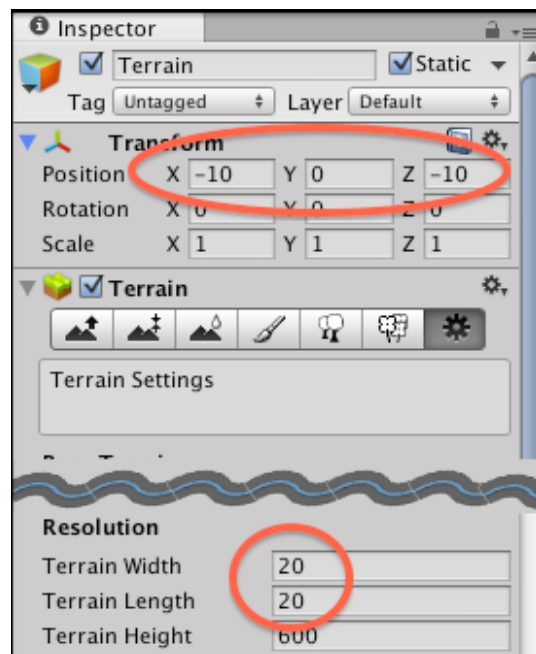 Inspector
Terrain Static
Tag Untagged Layer Default
Transform
Position X -10 Y 0 Z -10
Rotation X 0 Y 0 Z 0
Scale X 1 Y 1 Z 1
Terrain
Terrain Settings
Resolution
Terrain Width 20
Terrain Length 20
Terrain Height 600